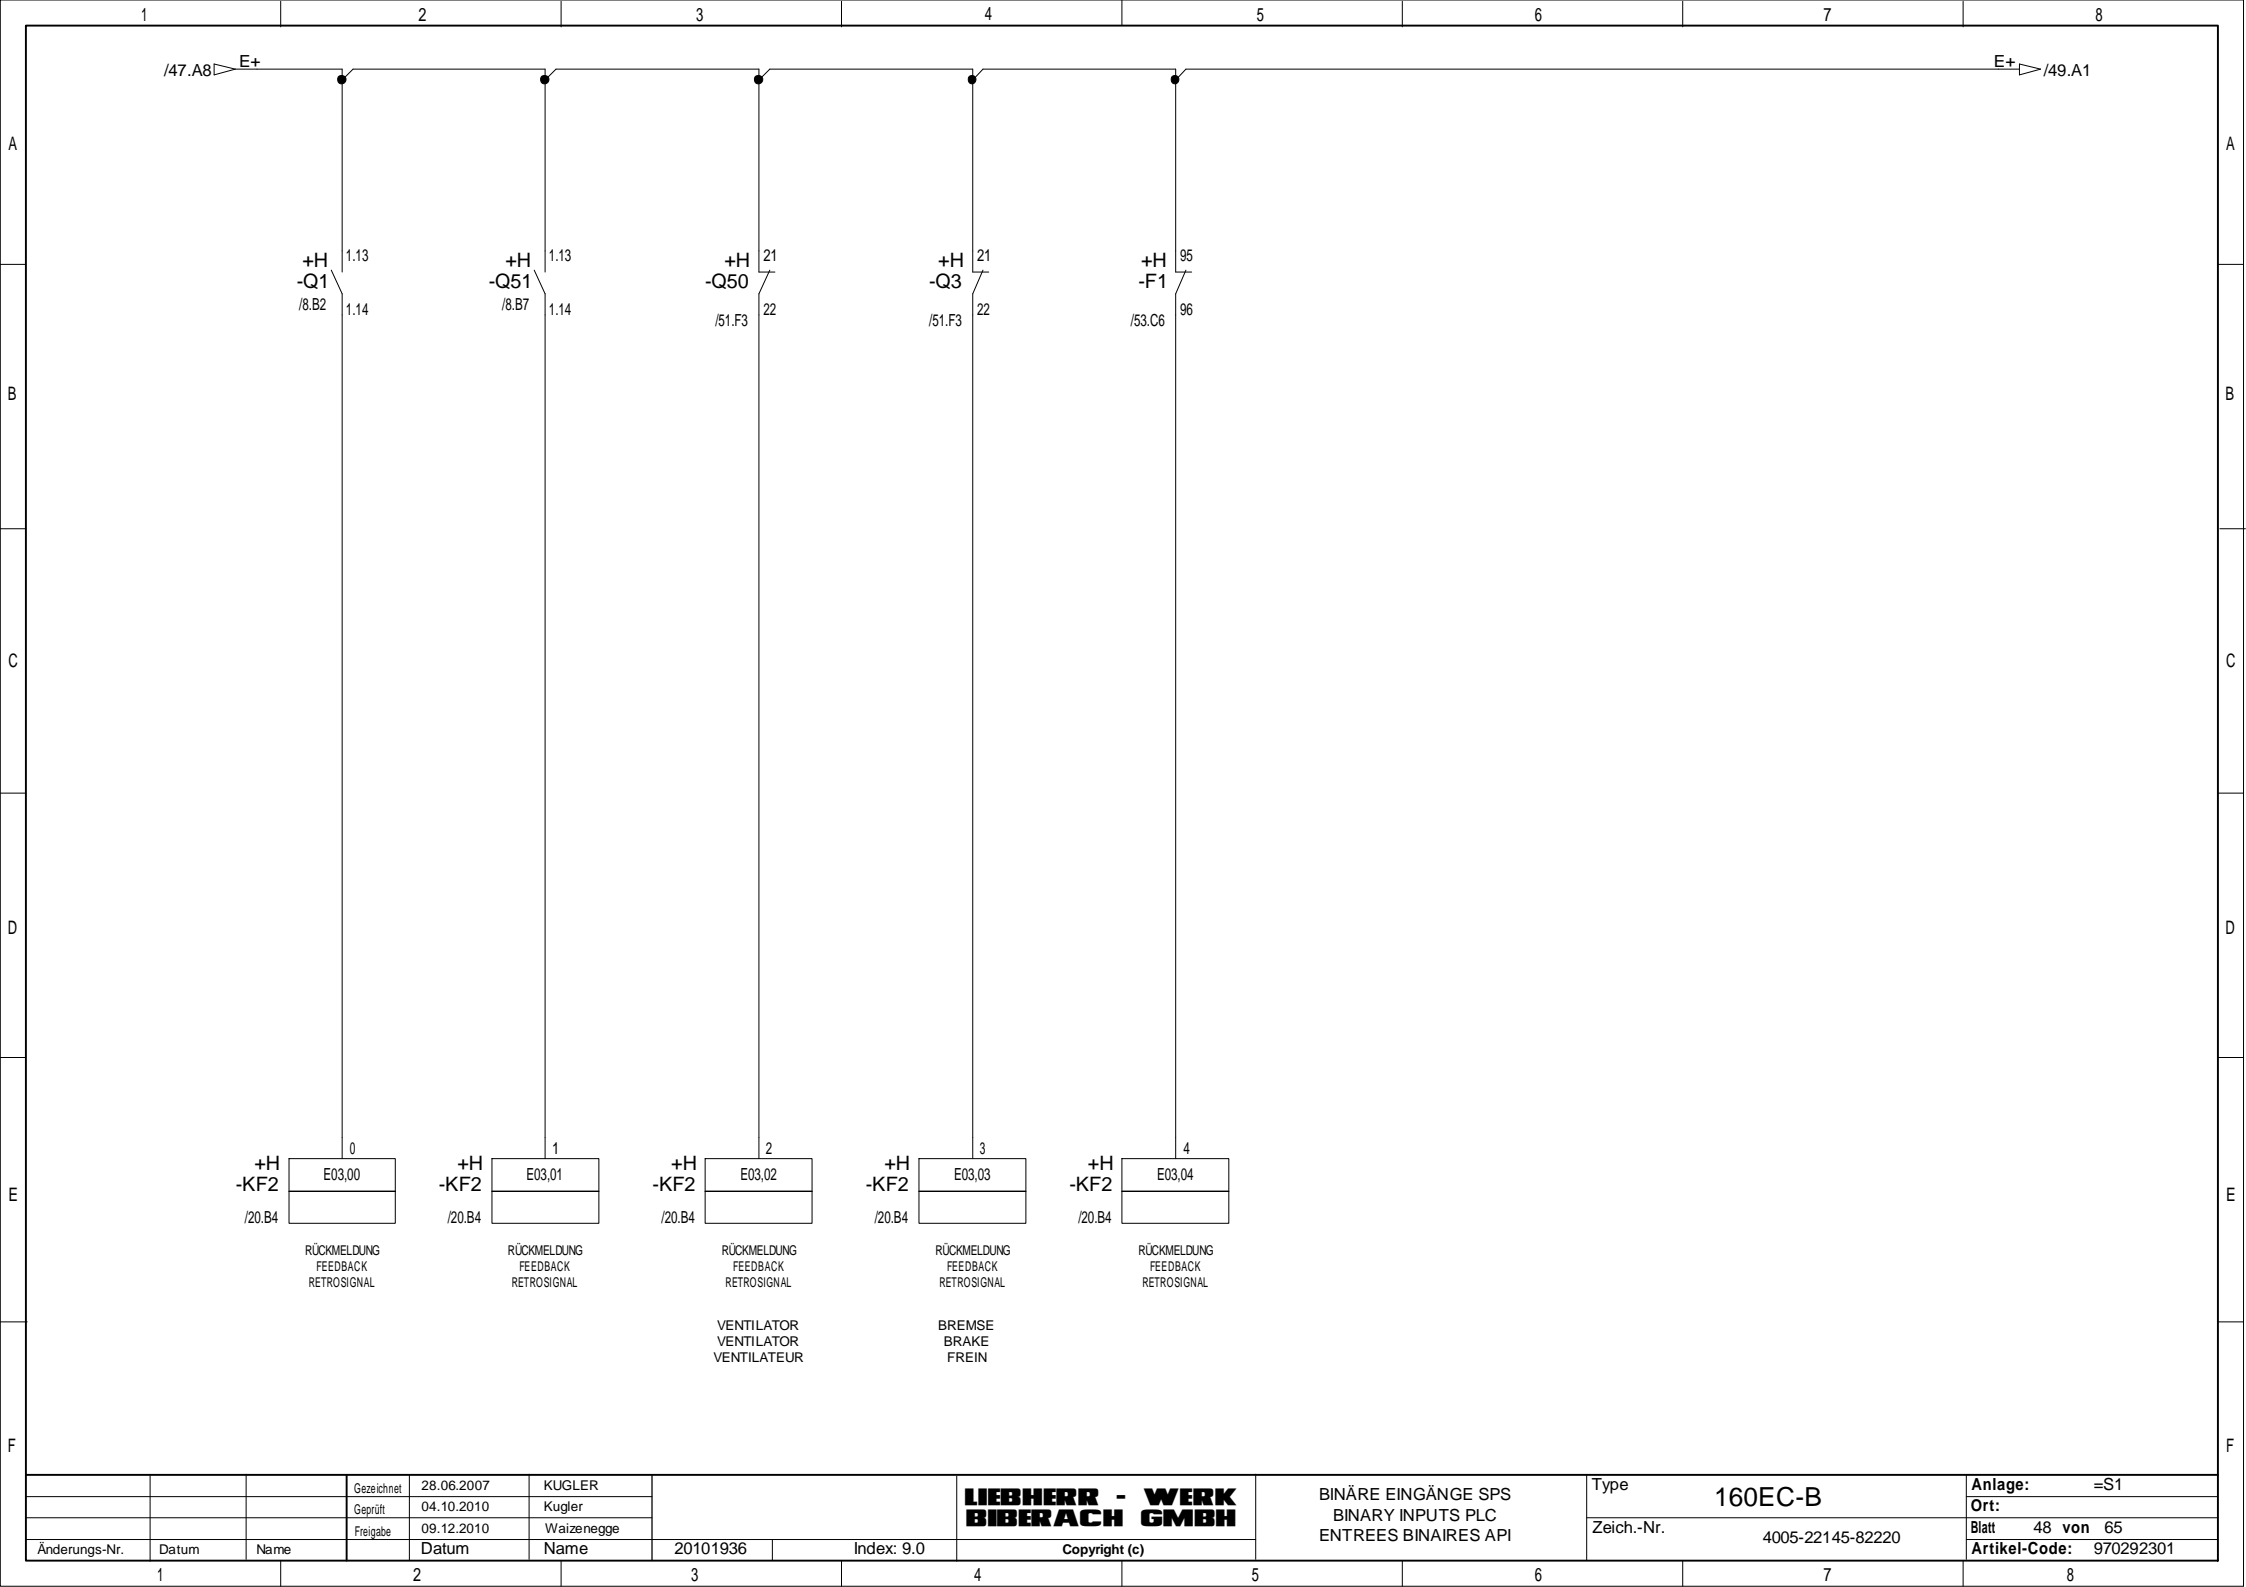 1 2 3 4 5 6 7 8
/47.A8 E+ E+ /49.A1
A A
+H 1.13 +H 1.13 +H 21 +H 21 +H 95
-Q1 -Q51 -Q50 -Q3 -F1
/8.B2 1.14 /8.B7 1.14 /51.F3 22 /51.F3 22 /53.C6 96
B B
C C
D D
0 1 2 3 4
+H E03,00 +H E03,01 +H E03,02 +H E03,03 +H E03,04
-KF2 -KF2 -KF2 -KF2 -KF2
E E
/20.B4 /20.B4 /20.B4 /20.B4 /20.B4
RÜCKMELDUNG RÜCKMELDUNG RÜCKMELDUNG RÜCKMELDUNG RÜCKMELDUNG
FEEDBACK FEEDBACK FEEDBACK FEEDBACK FEEDBACK
RETROSIGNAL RETROSIGNAL RETROSIGNAL RETROSIGNAL RETROSIGNAL
VENTILATOR BREMSE
VENTILATOR BRAKE
VENTILATEUR FREIN
F F
Gezeichnet 28.06.2007 KUGLER
Geprüft 04.10.2010 Kugler
Freigabe 09.12.2010 Waizenegge
Änderungs-Nr. Datum Name Datum Name 20101936 Index: 9.0
LIEBHERR - WERK
BIBERACH GMBH
Copyright (c)
BINÄRE EINGÄNGE SPS
BINARY INPUTS PLC
ENTREES BINAIRES API
Type 160EC-B
Zeich.-Nr. 4005-22145-82220
Anlage: =S1
Ort:
Blatt 48 von 65
Artikel-Code: 970292301
1 2 3 4 5 6 7 8